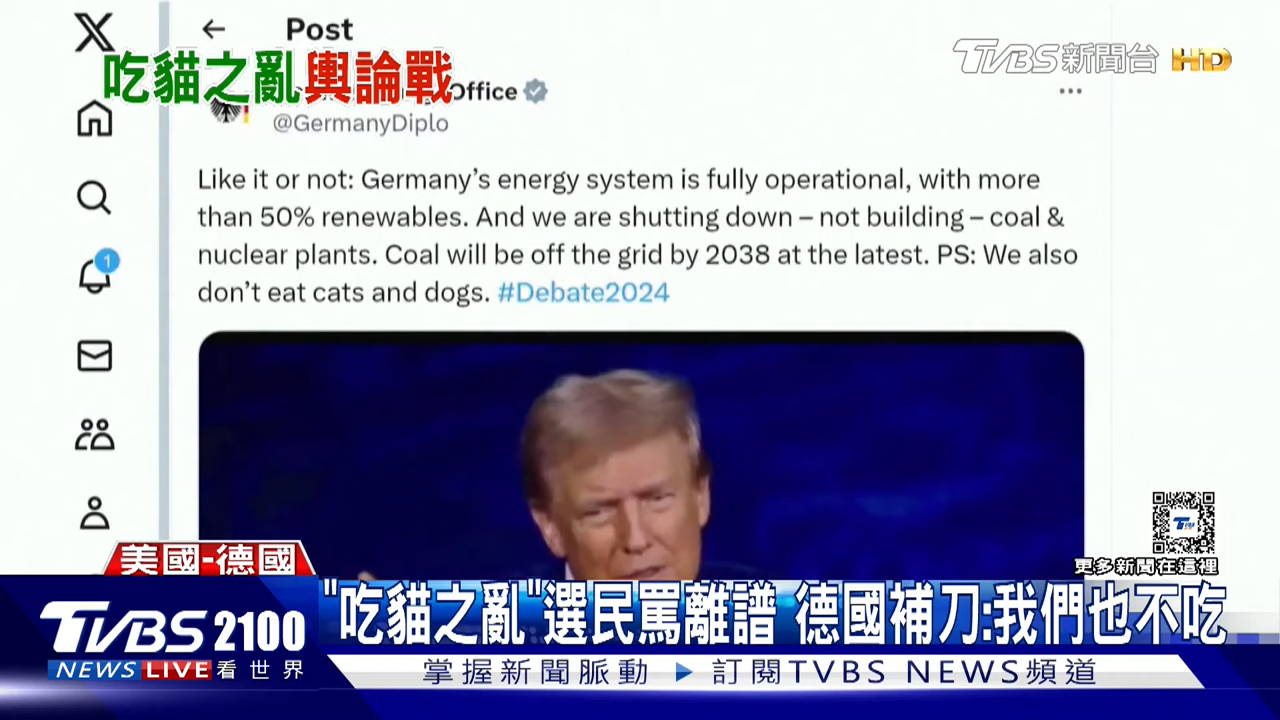 Post
TVBS新聞台 HD
吃貓之亂輿論戰
Office
@GermanyDiplo
Like it or not: Germany's energy system is fully operational, with more
than 50% renewables. And we are shutting down – not building – coal &
nuclear plants. Coal will be off the grid by 2038 at the latest. PS: We also
don't eat cats and dogs. #Debate2024
1
更多新聞在這裡
美國-德國
"吃貓之亂"選民罵離譜 德國補刀:我們也不吃
TVBS 2100
NEWS LIVE 看世界
掌握新聞脈動 ▶ 訂閱TVBS NEWS頻道